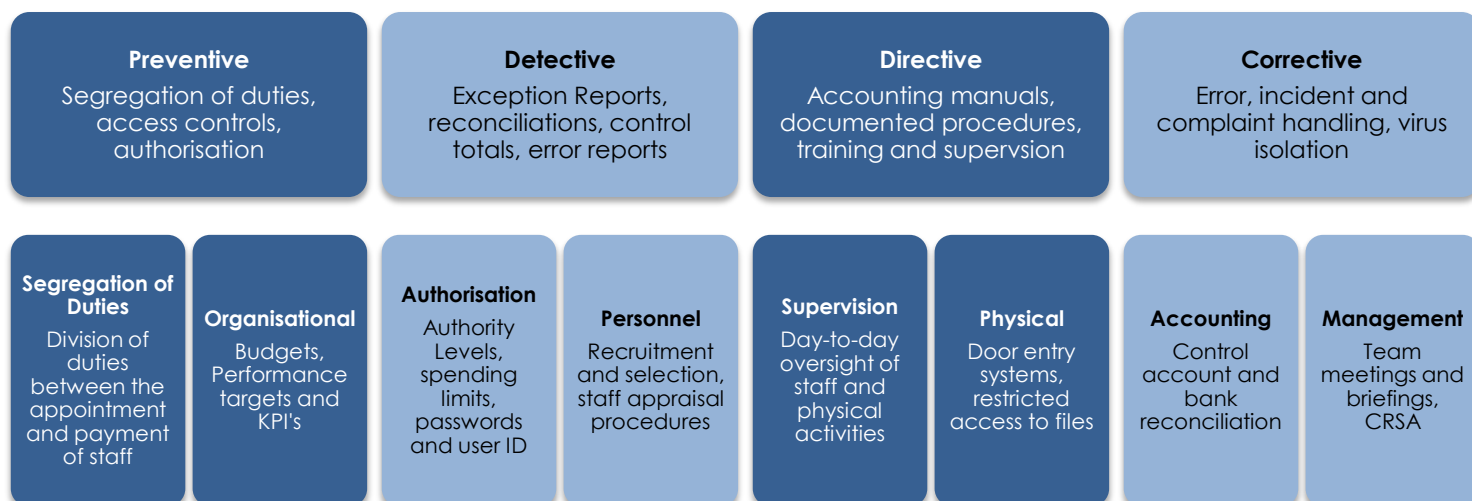 Preventive
Segregation of duties,
access controls,
authorisation
Detective
Exception Reports,
reconciliations, control
totals, error reports
Directive
Accounting manuals,
documented procedures,
training and supervsion
Corrective
Error, incident and
complaint handling, virus
isolation
Segregation of
Duties
Division of
duties
between the
appointment
and payment
of staff
Organisational
Budgets,
Performance
targets and
KPI's
Authorisation
Authority
Levels,
spending
limits,
passwords
and user ID
Personnel
Recruitment
and selection,
staff appraisal
procedures
Supervision
Day-to-day
oversight of
staff and
physical
activities
Physical
Door entry
systems,
restricted
access to files
Accounting
Control
account and
bank
reconciliation
Management
Team
meetings and
briefings,
CRSA